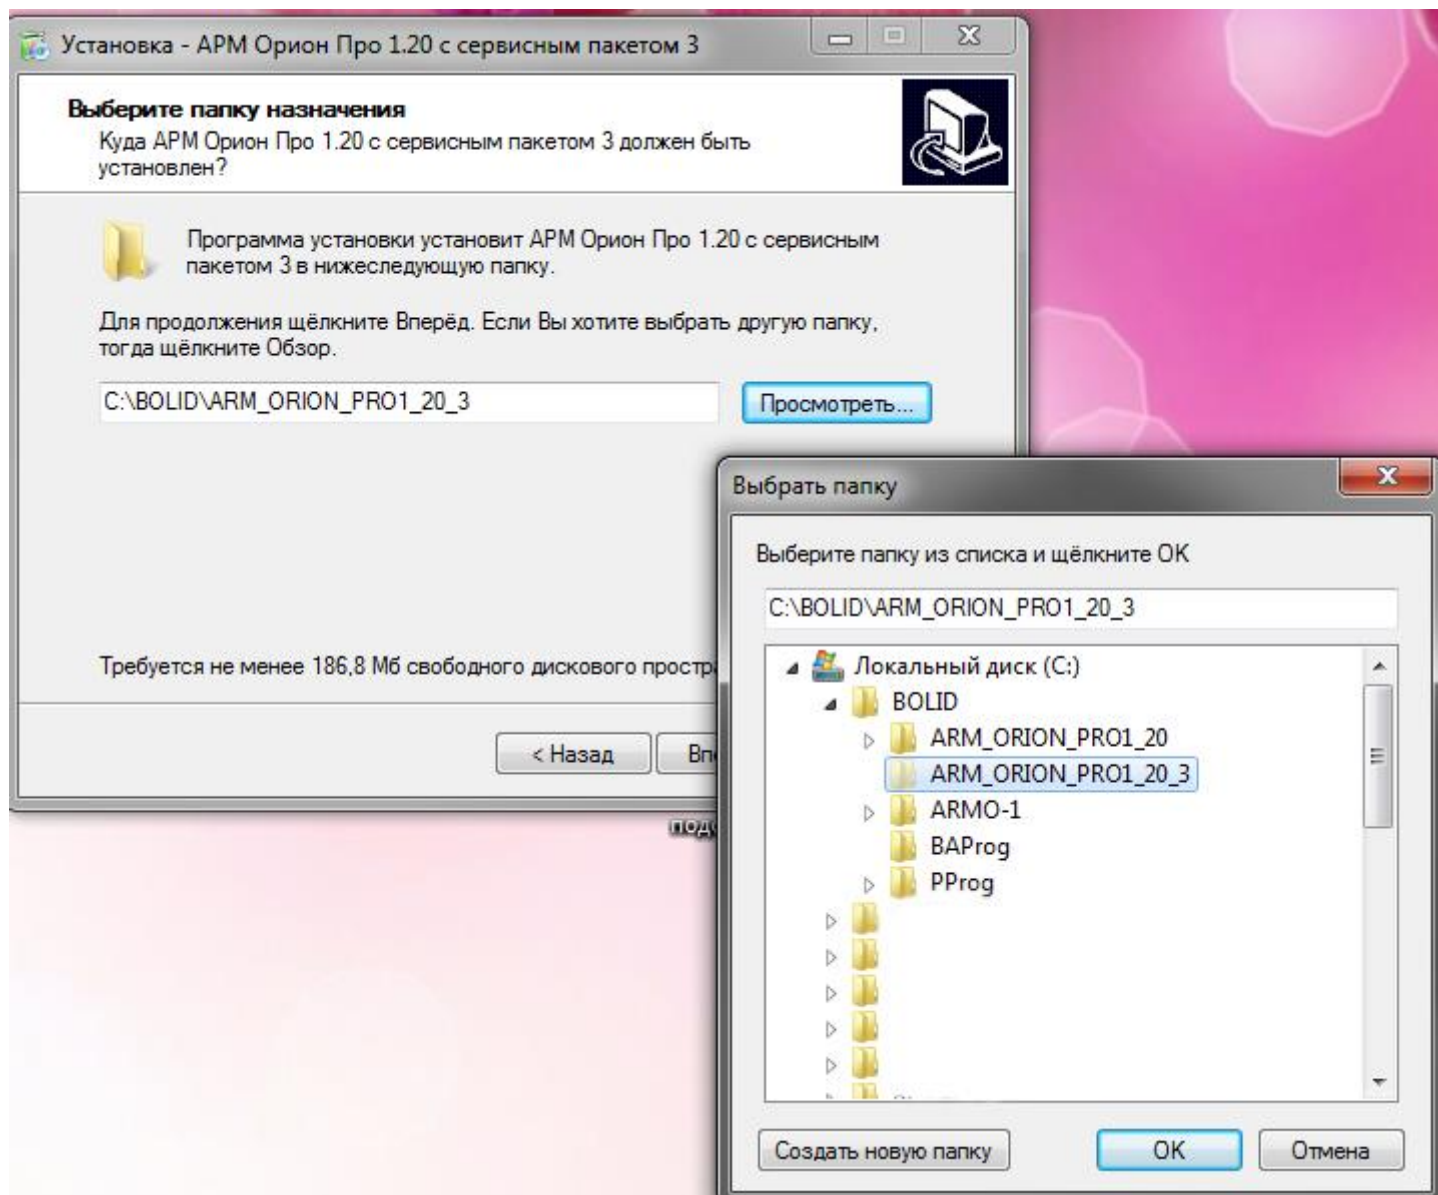 Установка - АРМ Орион Про 1.20 с сервисным пакетом 3
Выберите папку назначения
Куда АРМ Орион Про 1.20 с сервисным пакетом 3 должен быть
установлен?
Программа установки установит АРМ Орион Про 1.20 с сервисным
пакетом 3 в нижеследующую папку.
Для продолжения щёлкните Вперёд. Если Вы хотите выбрать другую папку,
тогда щёлкните Обзор.
C:\BOLID\ARM_ORION_PRO1_20_3
Просмотреть...
Требуется не менее 186,8 Мб свободного дискового простра
< Назад
Впе
Выбрать папку
Выберите папку из списка и щёлкните OK
C:\BOLID\ARM_ORION_PRO1_20_3
Локальный диск (C:)
BOLID
ARM_ORION_PRO1_20
ARM_ORION_PRO1_20_3
ARMO-1
BAProg
PProg
Создать новую папку
OK
Отмена